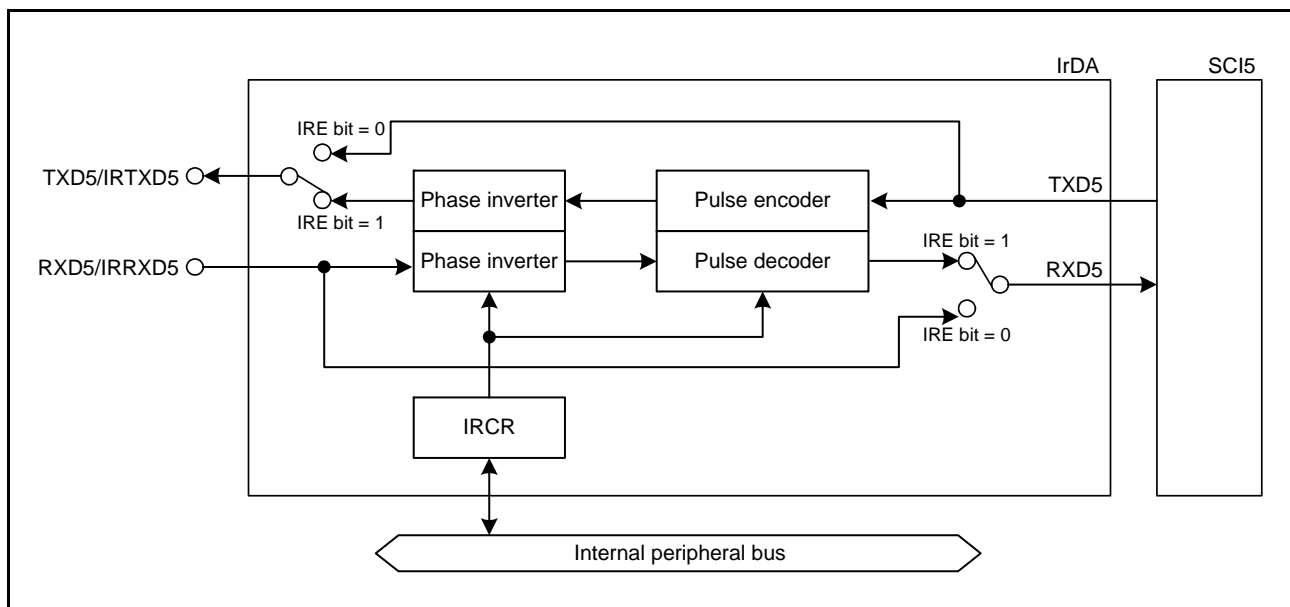 IrDA
SCI5
IRE bit = 0
TXD5/IRTXD5
TXD5
Phase inverter
Pulse encoder
IRE bit = 1
IRE bit = 1
RXD5/IRRXD5
Phase inverter
Pulse decoder
RXD5
IRE bit = 0
IRCR
Internal peripheral bus